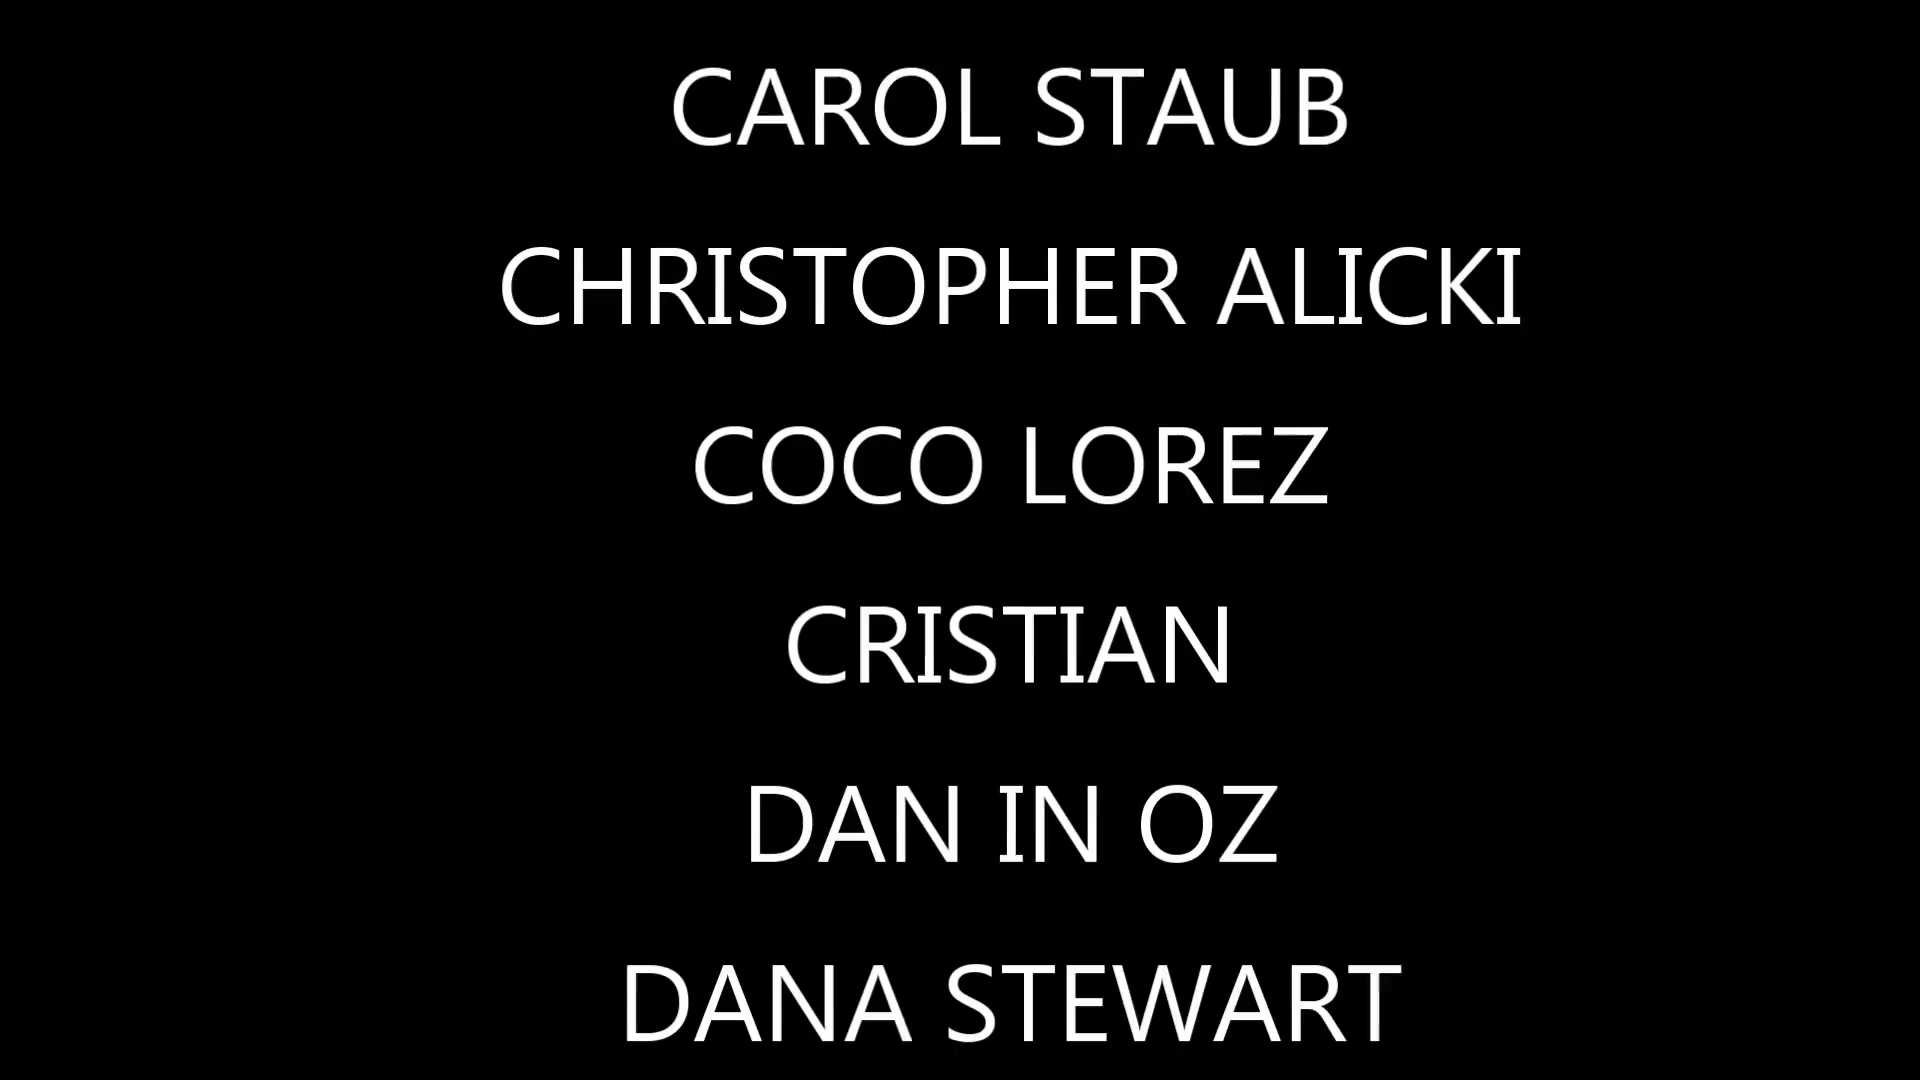 CAROL STAUB
CHRISTOPHER ALICKI
COCO LOREZ
CRISTIAN
DAN IN OZ
DANA STEWART